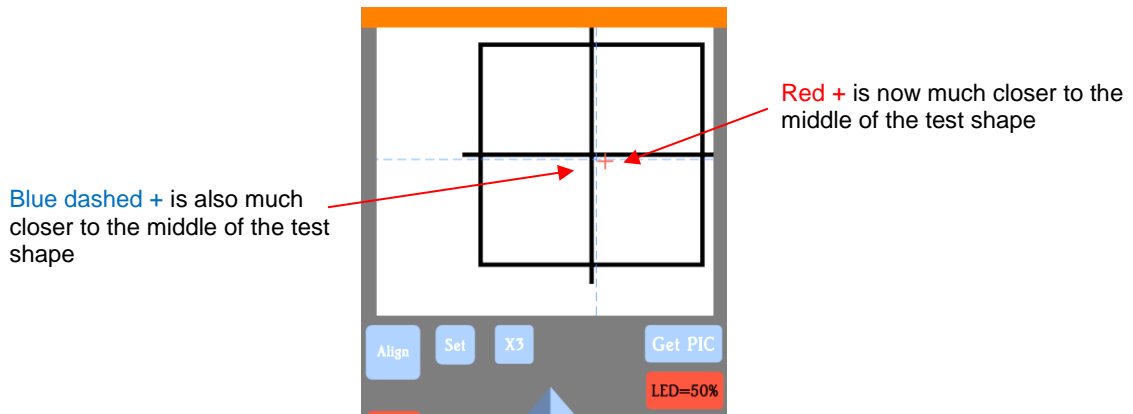 Red + is now much closer to the
middle of the test shape
Blue dashed + is also much
closer to the middle of the test
shape
Align
Set
X3
Get PIC
LED=50%